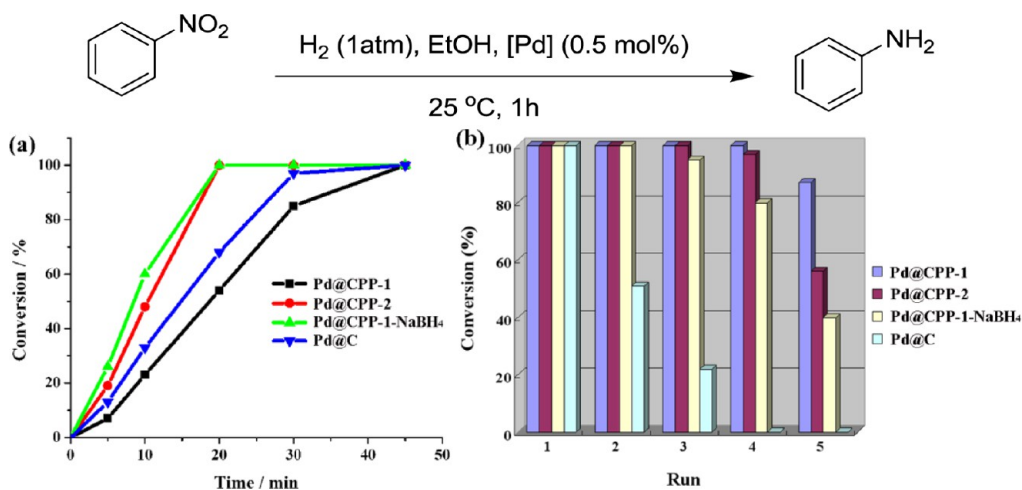 NO₂
H₂ (1atm), EtOH, [Pd] (0.5 mol%)
25 °C, 1h
NH₂
(a)
Conversion / %
100
80
60
40
20
0
0 10 20 30 40 50
Time / min
Pd@CPP-1
Pd@CPP-2
Pd@CPP-1-NaBH₄
Pd@C
(b)
Conversion (%)
100
80
60
40
20
0
1 2 3 4 5
Run
Pd@CPP-1
Pd@CPP-2
Pd@CPP-1-NaBH₄
Pd@C